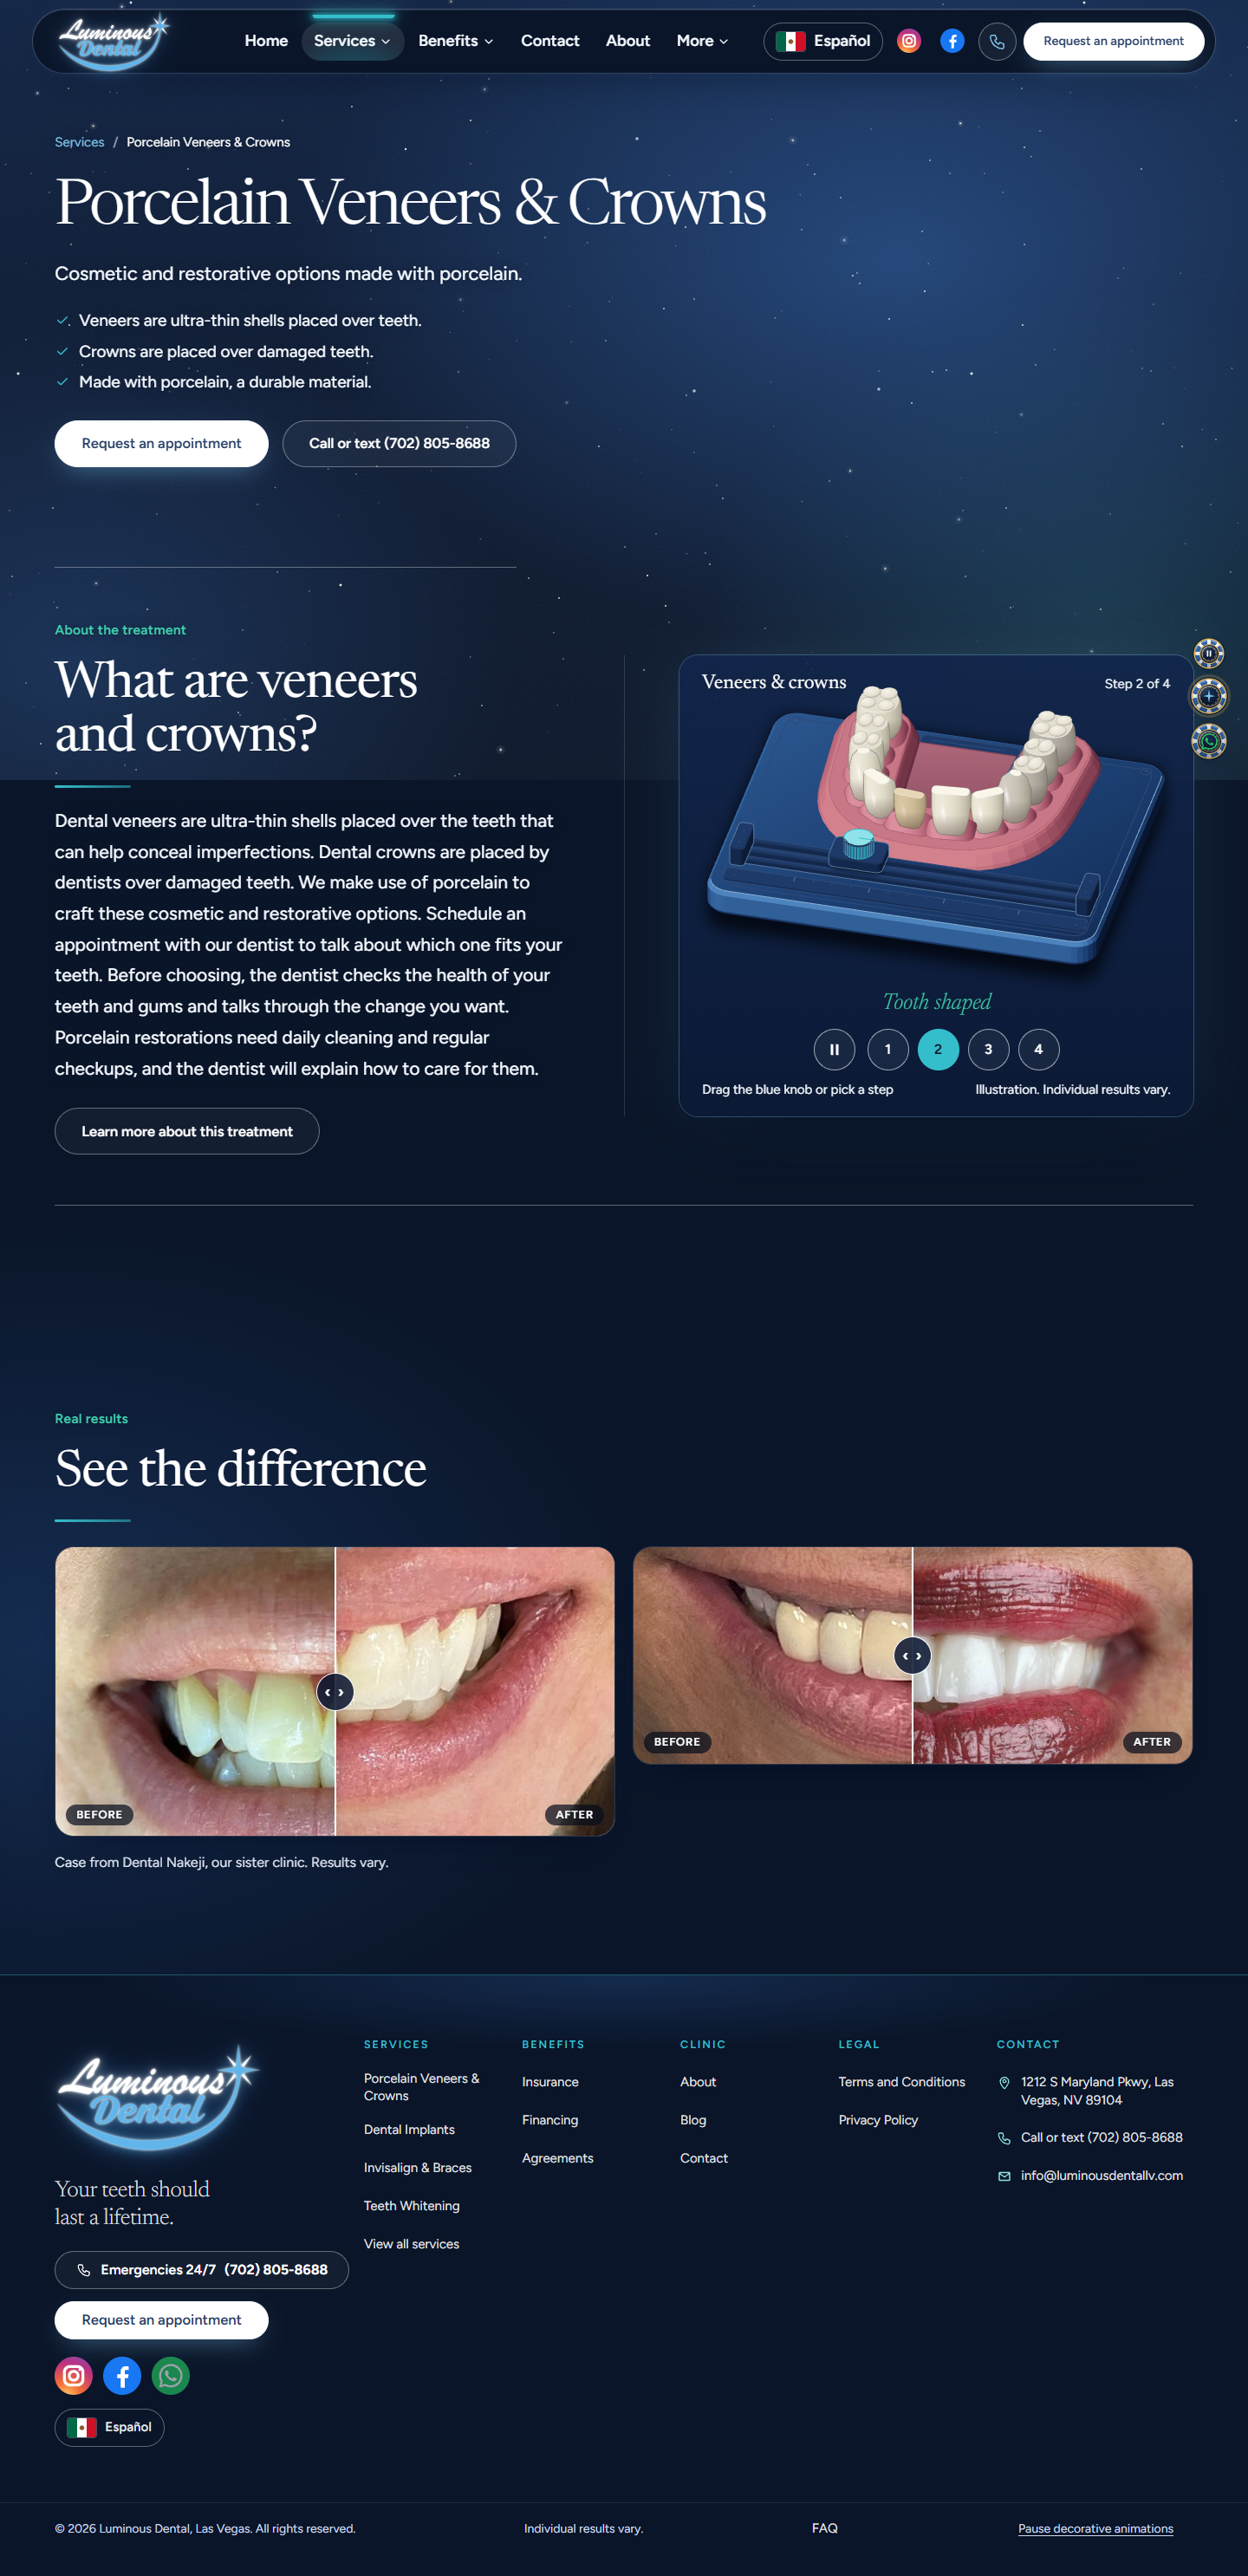 Luminous
Dental
Home
Services
Benefits
Contact
About
More
Español
Request an appointment
Services / Porcelain Veneers & Crowns
Porcelain Veneers & Crowns
Cosmetic and restorative options made with porcelain.
Veneers are ultra-thin shells placed over teeth.
Crowns are placed over damaged teeth.
Made with porcelain, a durable material.
Request an appointment
Call or text (702) 805-8688
About the treatment
What are veneers
and crowns?
Dental veneers are ultra-thin shells placed over the teeth that
can help conceal imperfections. Dental crowns are placed by
dentists over damaged teeth. We make use of porcelain to
craft these cosmetic and restorative options. Schedule an
appointment with our dentist to talk about which one fits your
teeth. Before choosing, the dentist checks the health of your
teeth and gums and talks through the change you want.
Porcelain restorations need daily cleaning and regular
checkups, and the dentist will explain how to care for them.
Learn more about this treatment
Veneers & crowns
Step 2 of 4
Tooth shaped
1
2
3
4
Drag the blue knob or pick a step
Illustration. Individual results vary.
Real results
See the difference
BEFORE
AFTER
BEFORE
AFTER
Case from Dental Nakeji, our sister clinic. Results vary.
Luminous
Dental
Your teeth should
last a lifetime.
Emergencies 24/7 (702) 805-8688
Request an appointment
Español
SERVICES
Porcelain Veneers &
Crowns
Dental Implants
Invisalign & Braces
Teeth Whitening
View all services
BENEFITS
Insurance
Financing
Agreements
CLINIC
About
Blog
Contact
LEGAL
Terms and Conditions
Privacy Policy
CONTACT
1212 S Maryland Pkwy, Las
Vegas, NV 89104
Call or text (702) 805-8688
info@luminousdentallv.com
© 2026 Luminous Dental, Las Vegas. All rights reserved.
Individual results vary.
FAQ
Pause decorative animations